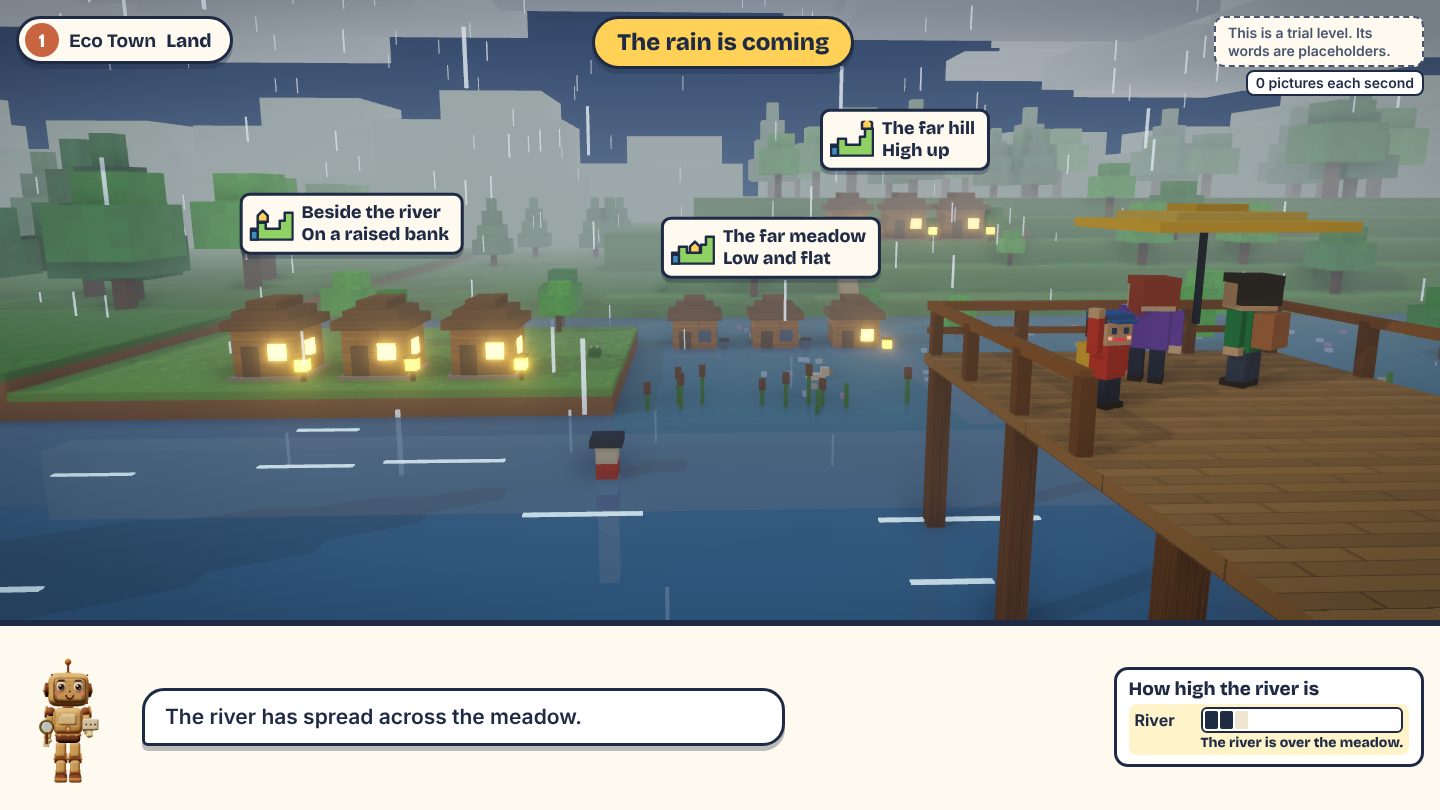 1 Eco Town Land
The rain is coming
This is a trial level. Its
words are placeholders.
0 pictures each second
The far hill
High up
Beside the river
On a raised bank
The far meadow
Low and flat
The river has spread across the meadow.
How high the river is
River
The river is over the meadow.